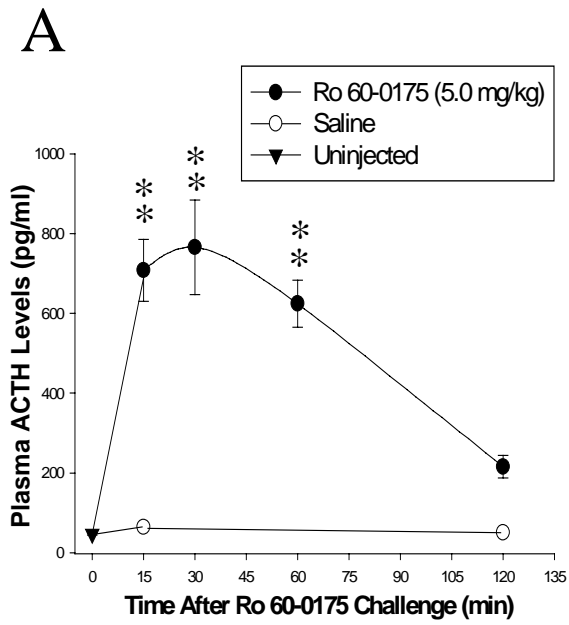 A
Ro 60-0175 (5.0 mg/kg)
Saline
Uninjected
Plasma ACTH Levels (pg/ml)
1000
800
600
400
200
0
** ** **
0 15 30 45 60 75 90 105 120 135
Time After Ro 60-0175 Challenge (min)